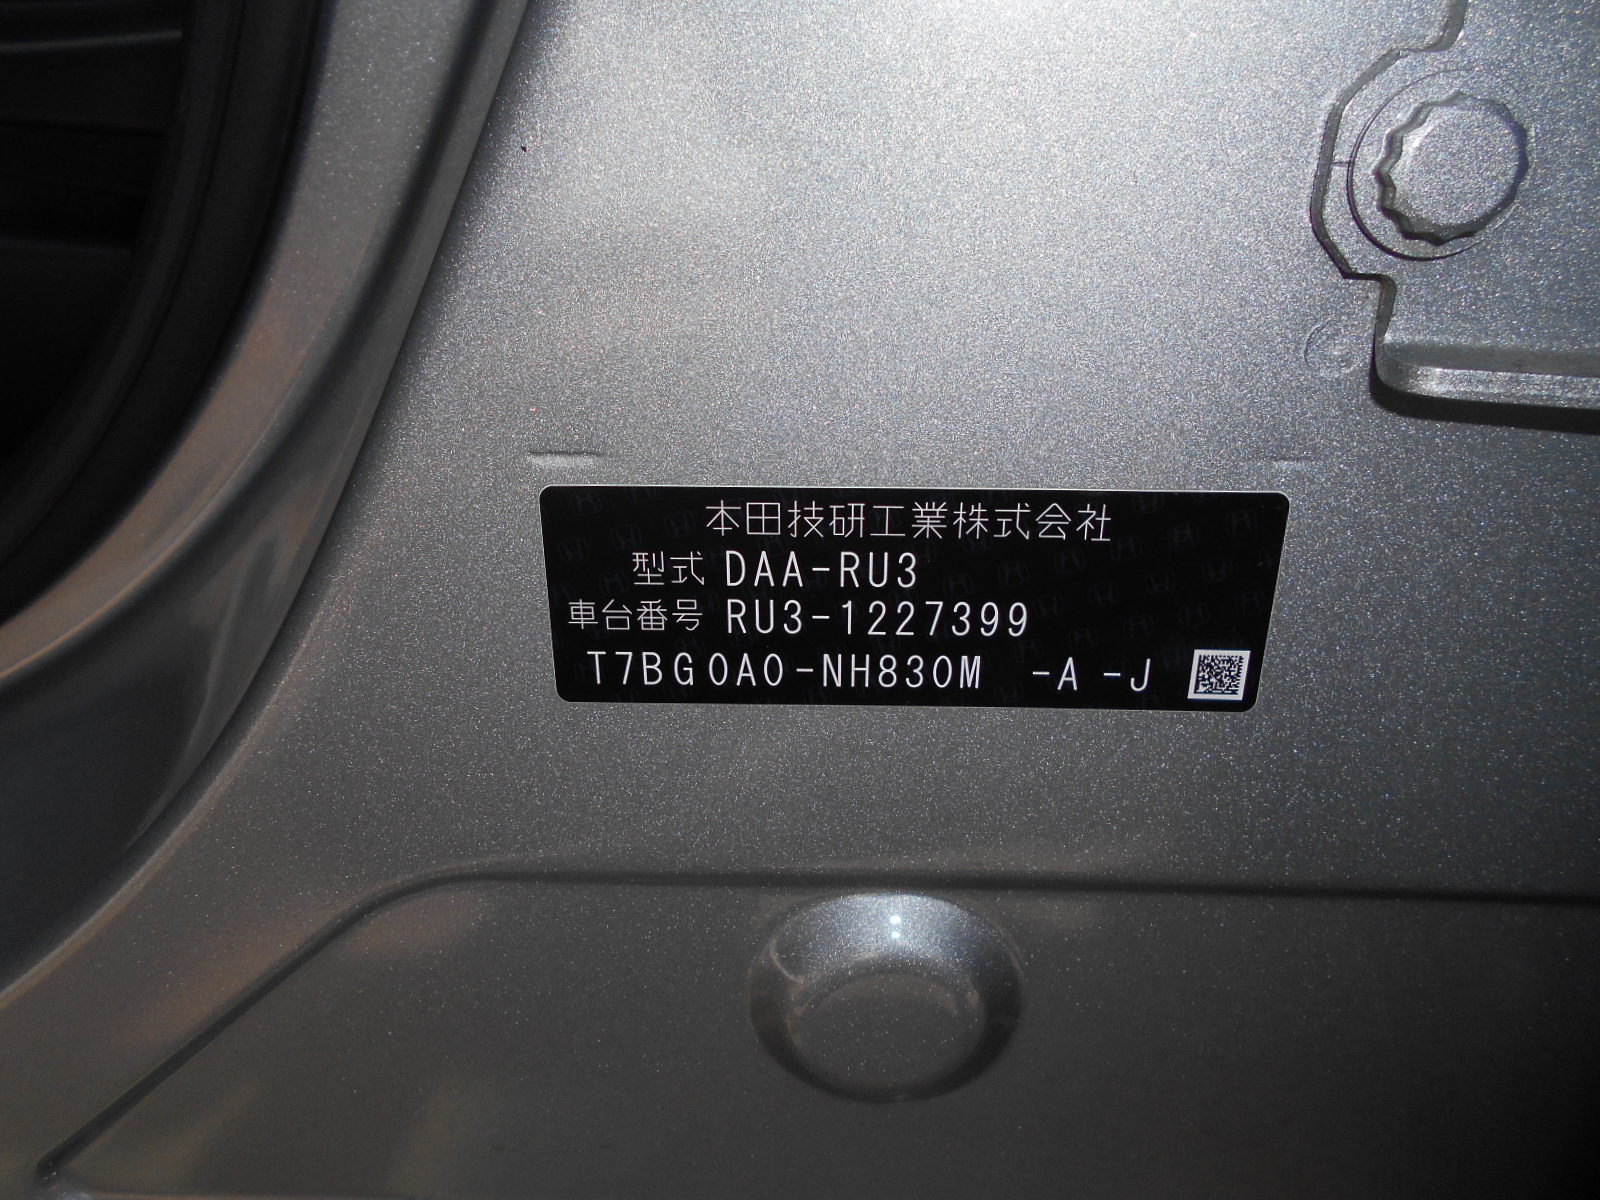 本田技研工業株式会社
型式 DAA-RU3
車台番号 RU3-1227399
T7BG0A0-NH830M -A -J